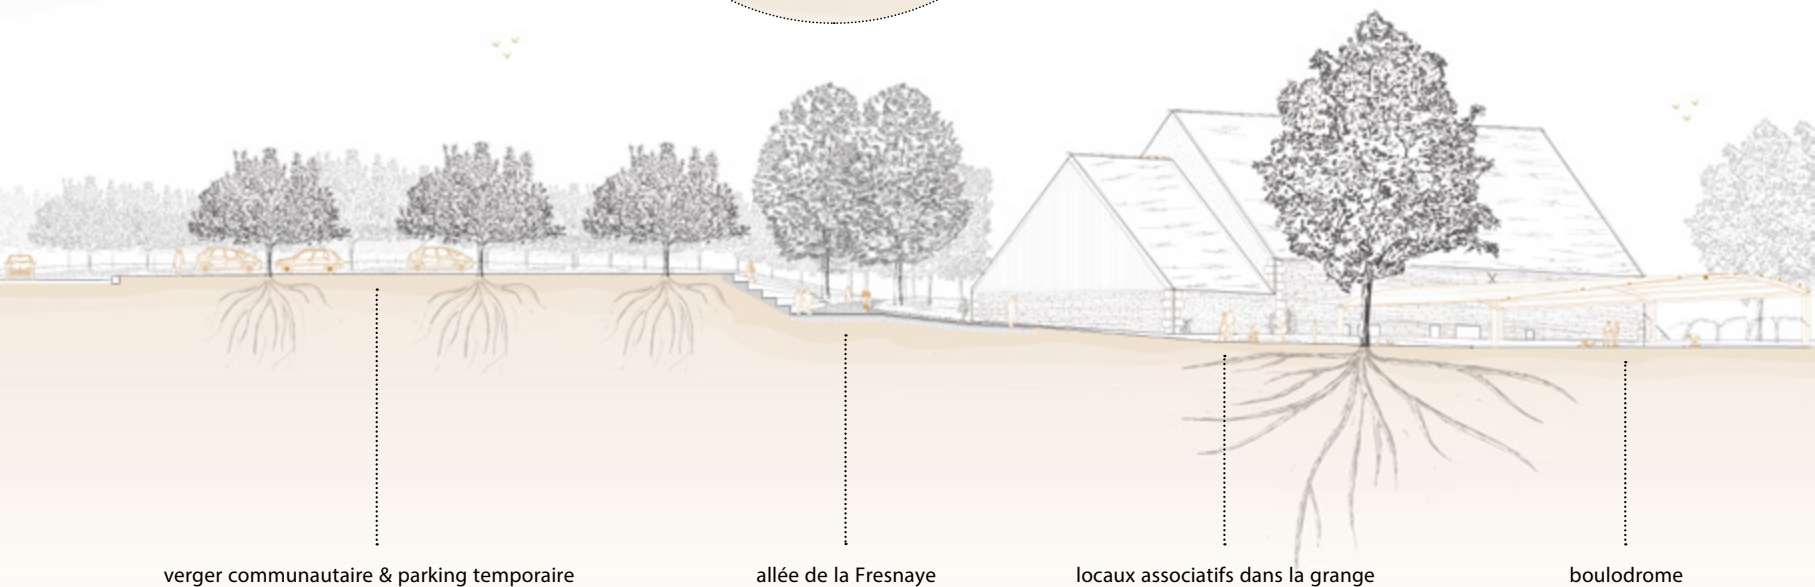 verger communautaire & parking temporaire
allée de la Fresnaye
locaux associatifs dans la grange
boulodrome